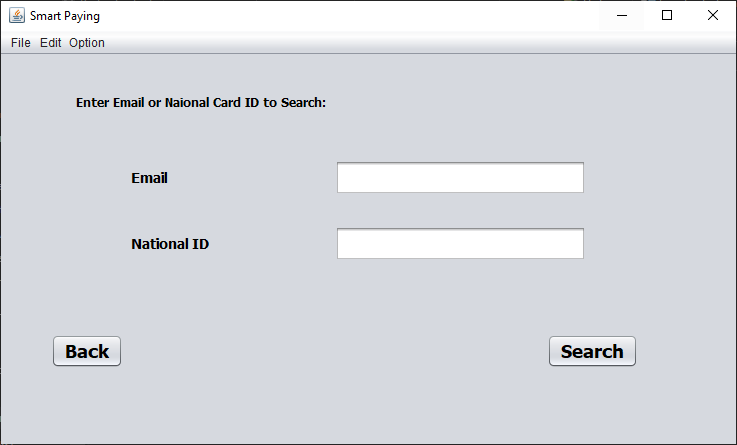 Smart Paying
File Edit Option
Enter Email or Naional Card ID to Search:
Email
National ID
Back Search